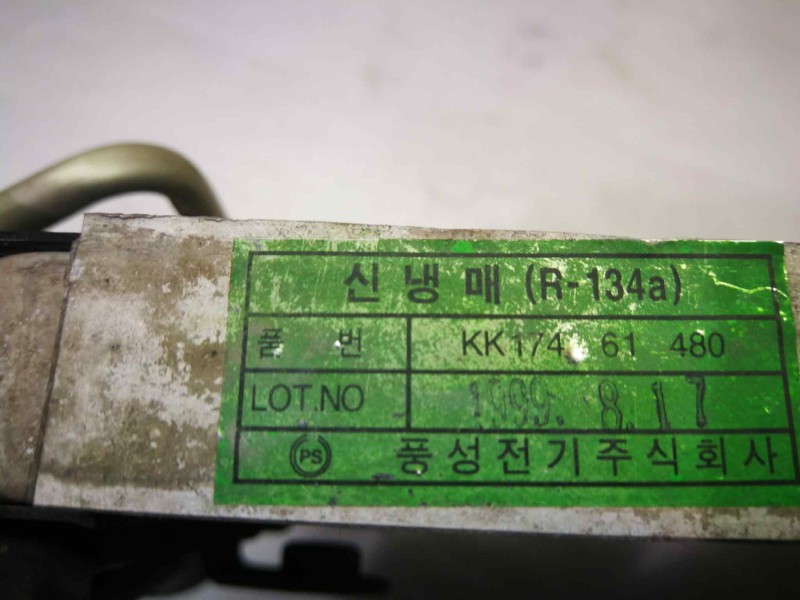 신냉매 (R-134a)
품번 KK174 61 480
LOT.NO 1999. 8.17
PS 풍성전기주식회사